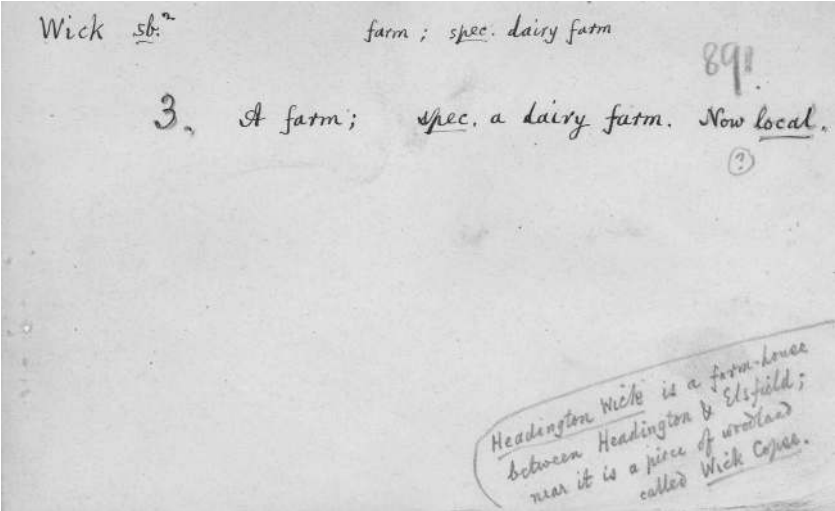 Wick sb.² farm ; spec. dairy farm
891.
3. A farm; spec. a dairy farm. Now local.
(?)
Headington Wick is a farm-house
between Headington & Elsfield;
near it is a piece of woodland
called Wick Copse.